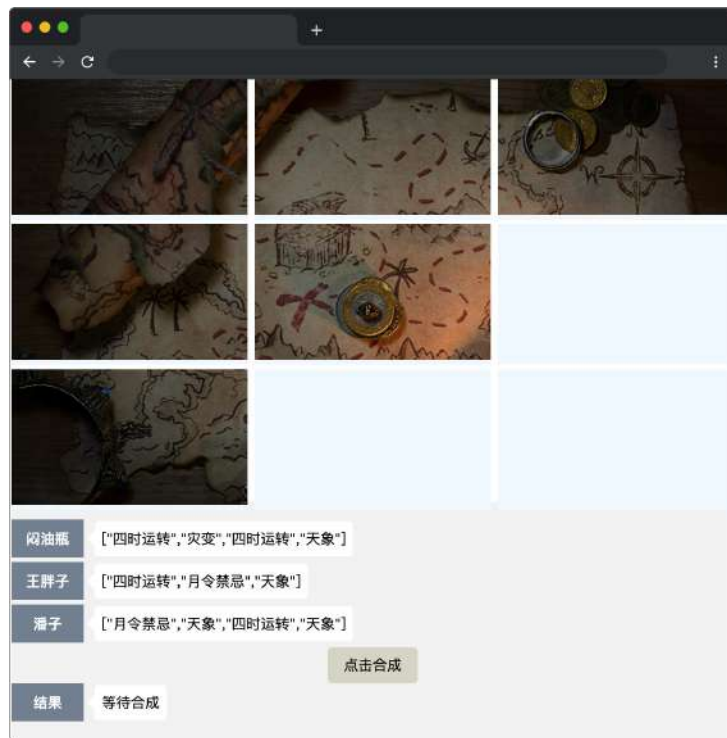 闷油瓶 ["四时运转","灾变","四时运转","天象"]
王胖子 ["四时运转","月令禁忌","天象"]
潘子 ["月令禁忌","天象","四时运转","天象"]
点击合成
结果 等待合成